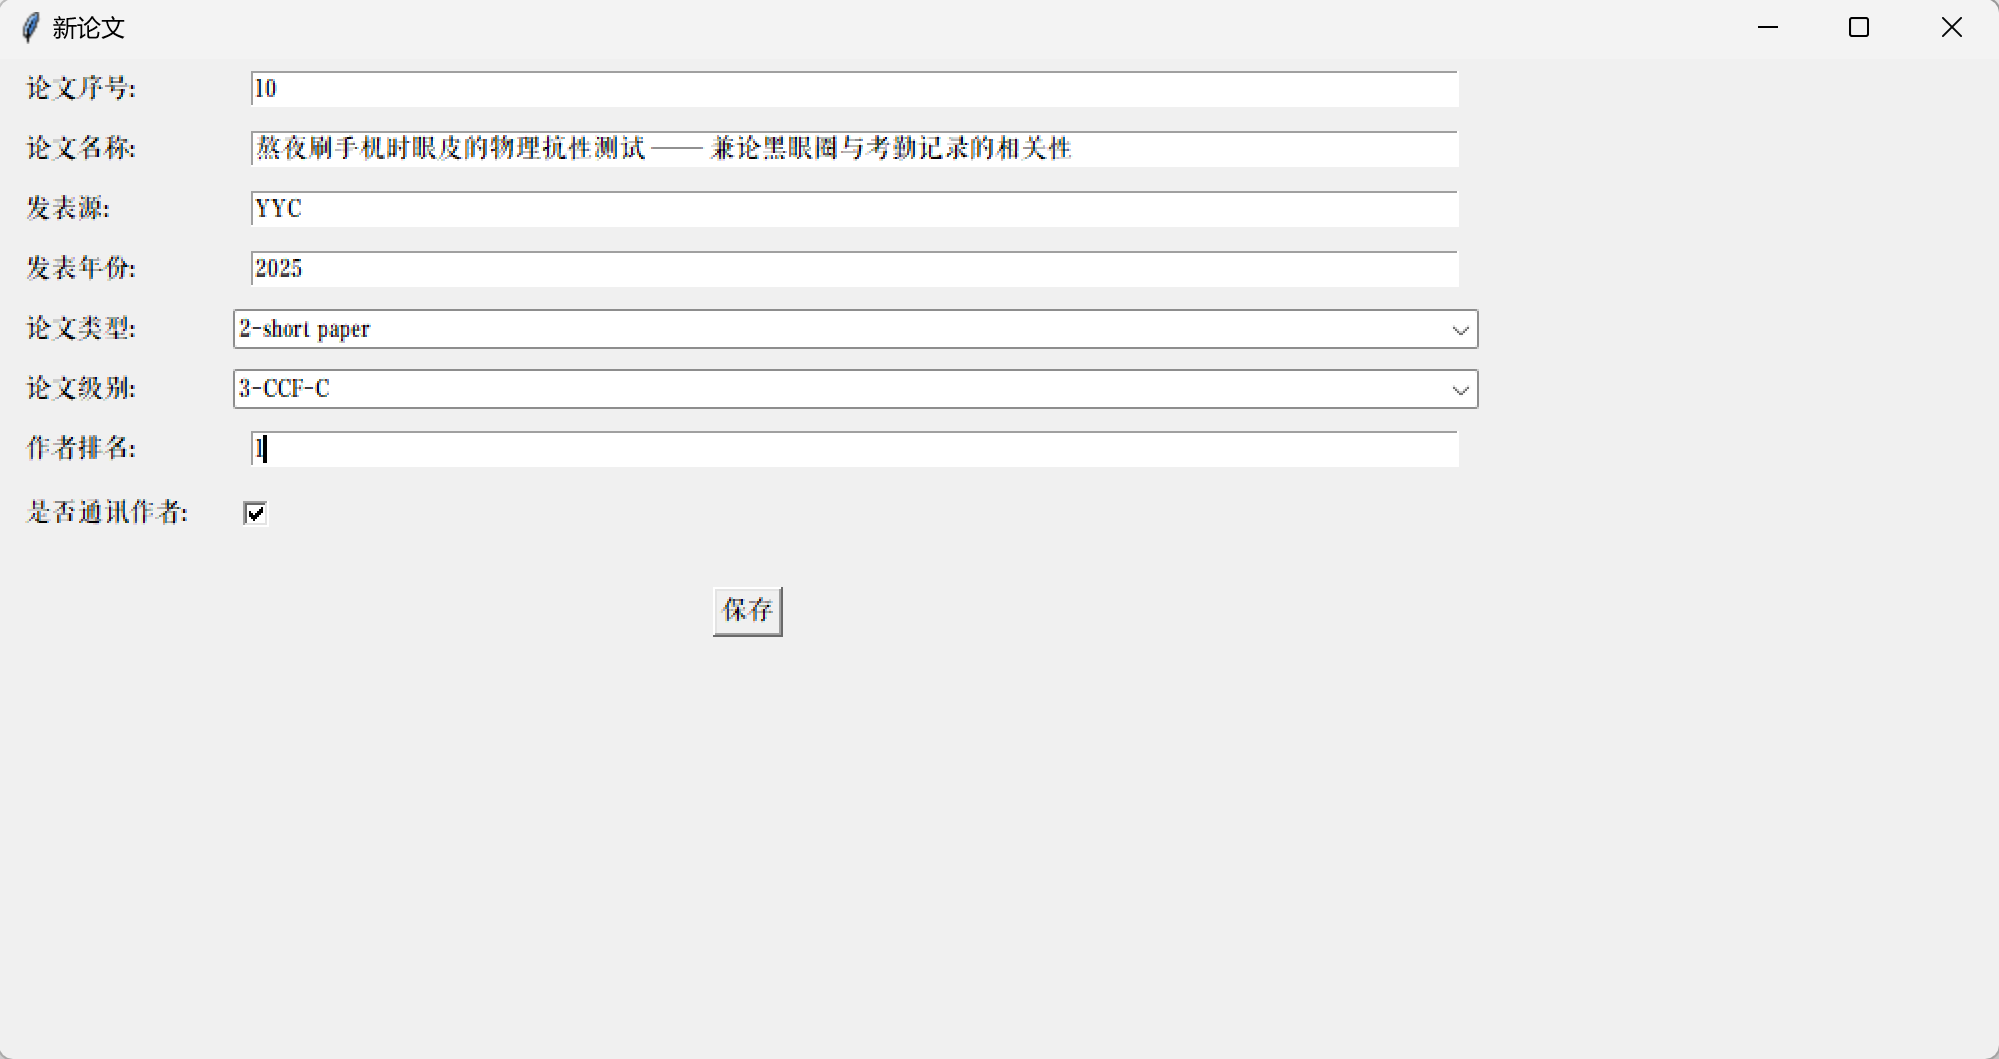 新论文
论文序号: 10
论文名称: 熬夜刷手机时眼皮的物理抗性测试——兼论黑眼圈与考勤记录的相关性
发表源: YYC
发表年份: 2025
论文类型: 2-short paper
论文级别: 3-CCF-C
作者排名: 1
是否通讯作者:
保存